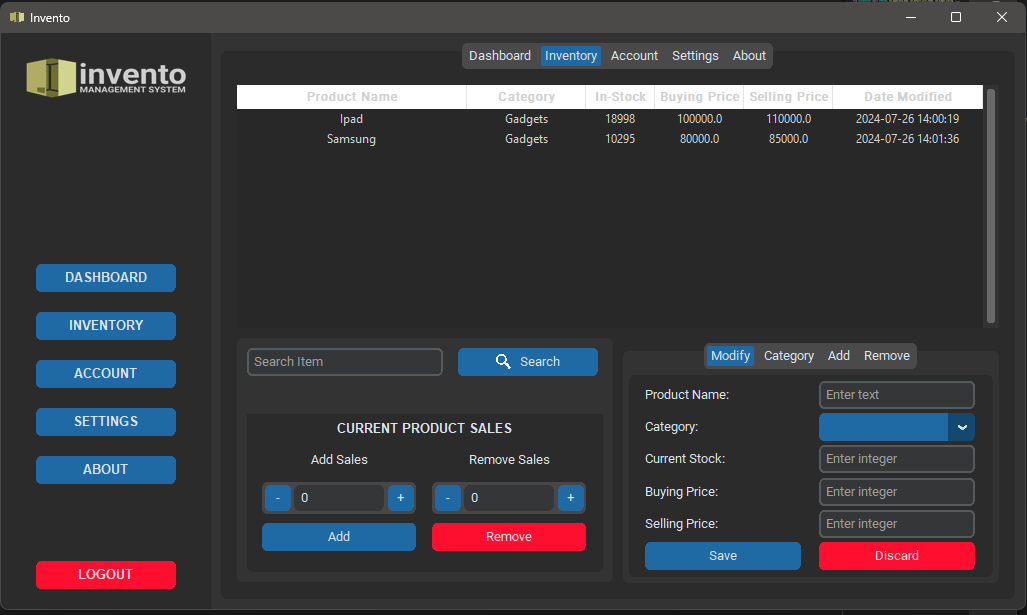 Invento
invento
MANAGEMENT SYSTEM
DASHBOARD
INVENTORY
ACCOUNT
SETTINGS
ABOUT
LOGOUT
Dashboard Inventory Account Settings About
Product Name Category In-Stock Buying Price Selling Price Date Modified
Ipad Gadgets 18998 100000.0 110000.0 2024-07-26 14:00:19
Samsung Gadgets 10295 80000.0 85000.0 2024-07-26 14:01:36
Search Item Search
CURRENT PRODUCT SALES
Add Sales Remove Sales
- 0 + - 0 +
Add Remove
Modify Category Add Remove
Product Name: Enter text
Category:
Current Stock: Enter integer
Buying Price: Enter integer
Selling Price: Enter integer
Save Discard